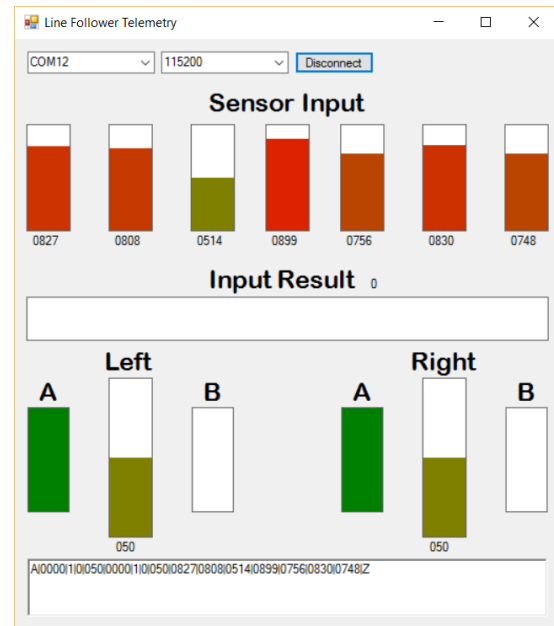 Line Follower Telemetry
COM12 115200 Disconnect
Sensor Input
0827 0808 0514 0899 0756 0830 0748
Input Result 0
Left Right
A B A B
050 050
A|0000|1|0|050|0000|1|0|050|0827|0808|0514|0899|0756|0830|0748|Z